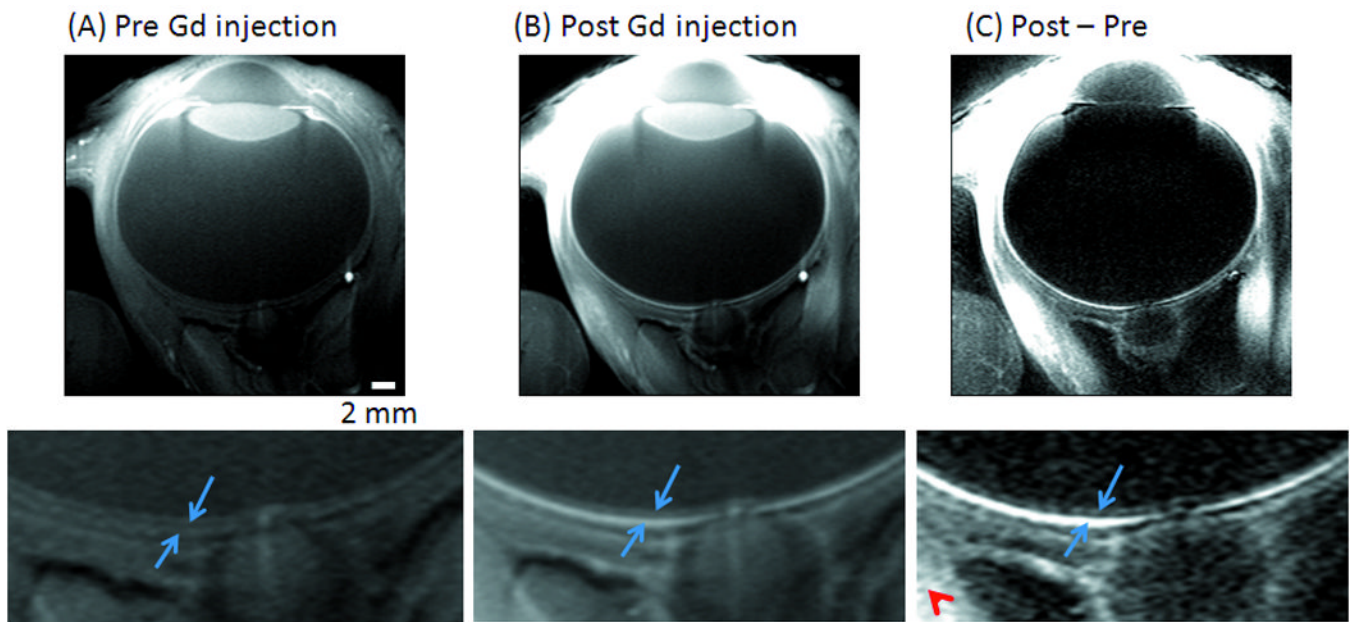 (A) Pre Gd injection
(B) Post Gd injection
(C) Post – Pre
2 mm